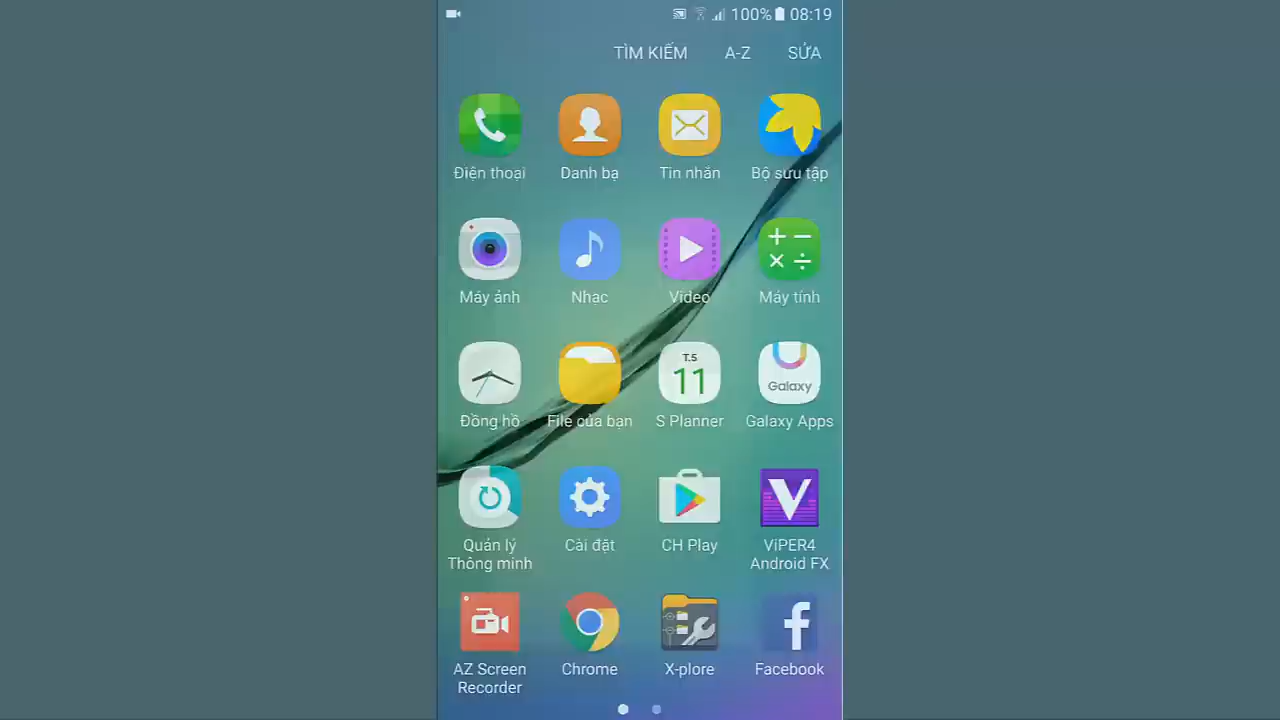 100% 08:19
TÌM KIẾM A-Z SỬA
Điện thoại Danh bạ Tin nhắn Bộ sưu tập
Máy ảnh Nhạc Video Máy tính
T.5
11
Galaxy
Đồng hồ File của bạn S Planner Galaxy Apps
Quản lý
Thông minh
Cài đặt
CH Play
ViPER4
Android FX
AZ Screen
Recorder
Chrome
X-plore
Facebook